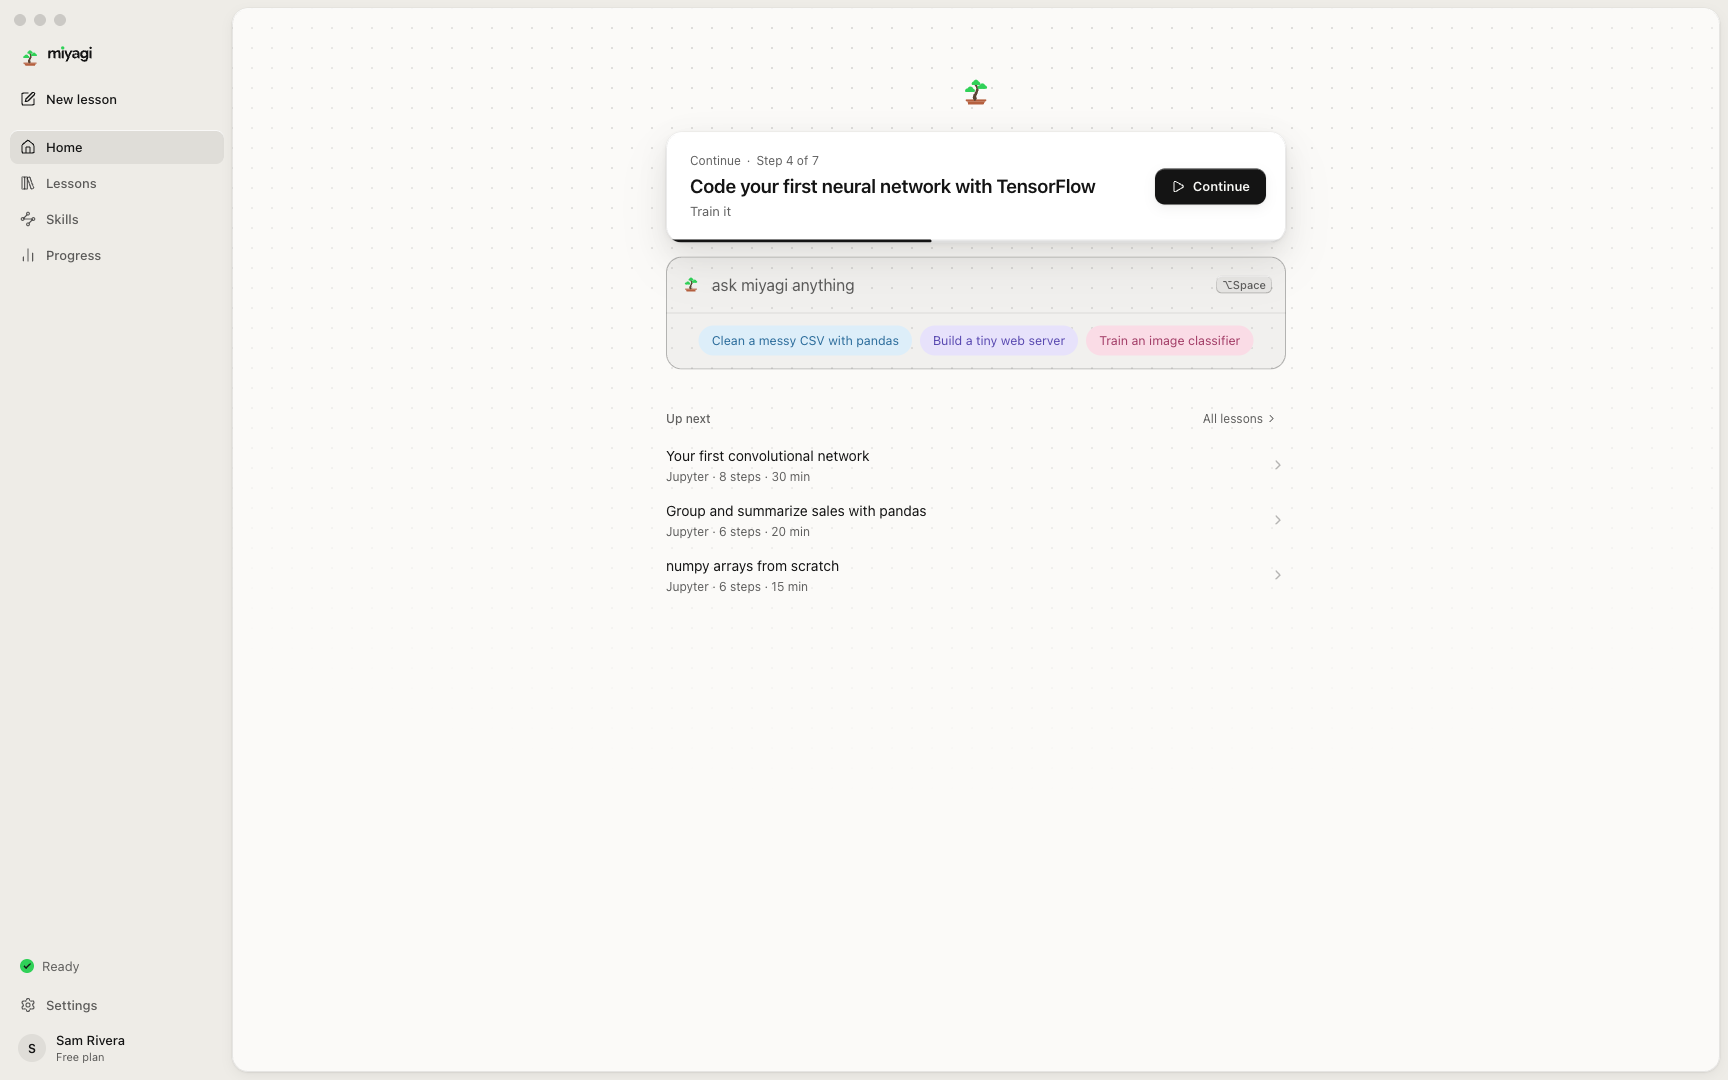 miyagi
New lesson
Home
Lessons
Skills
Progress
Ready
Settings
S
Sam Rivera
Free plan
Continue · Step 4 of 7
Code your first neural network with TensorFlow
Train it
Continue
ask miyagi anything
⌥Space
Clean a messy CSV with pandas
Build a tiny web server
Train an image classifier
Up next
All lessons
Your first convolutional network
Jupyter · 8 steps · 30 min
Group and summarize sales with pandas
Jupyter · 6 steps · 20 min
numpy arrays from scratch
Jupyter · 6 steps · 15 min